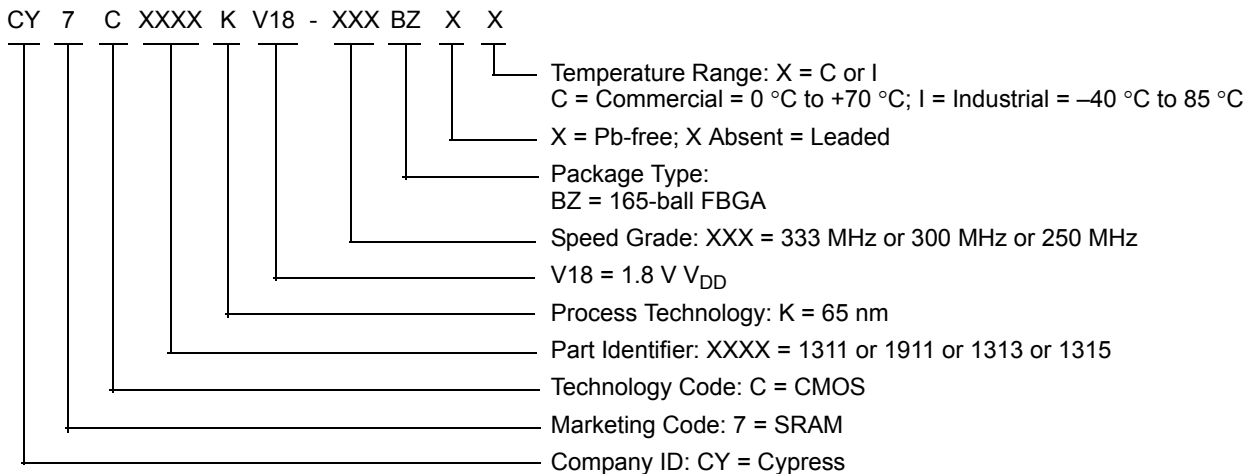 CY 7 C XXXX K V18 - XXX BZ X X
Temperature Range: X = C or I
C = Commercial = 0 °C to +70 °C; I = Industrial = –40 °C to 85 °C
X = Pb-free; X Absent = Leaded
Package Type:
BZ = 165-ball FBGA
Speed Grade: XXX = 333 MHz or 300 MHz or 250 MHz
V18 = 1.8 V VDD
Process Technology: K = 65 nm
Part Identifier: XXXX = 1311 or 1911 or 1313 or 1315
Technology Code: C = CMOS
Marketing Code: 7 = SRAM
Company ID: CY = Cypress